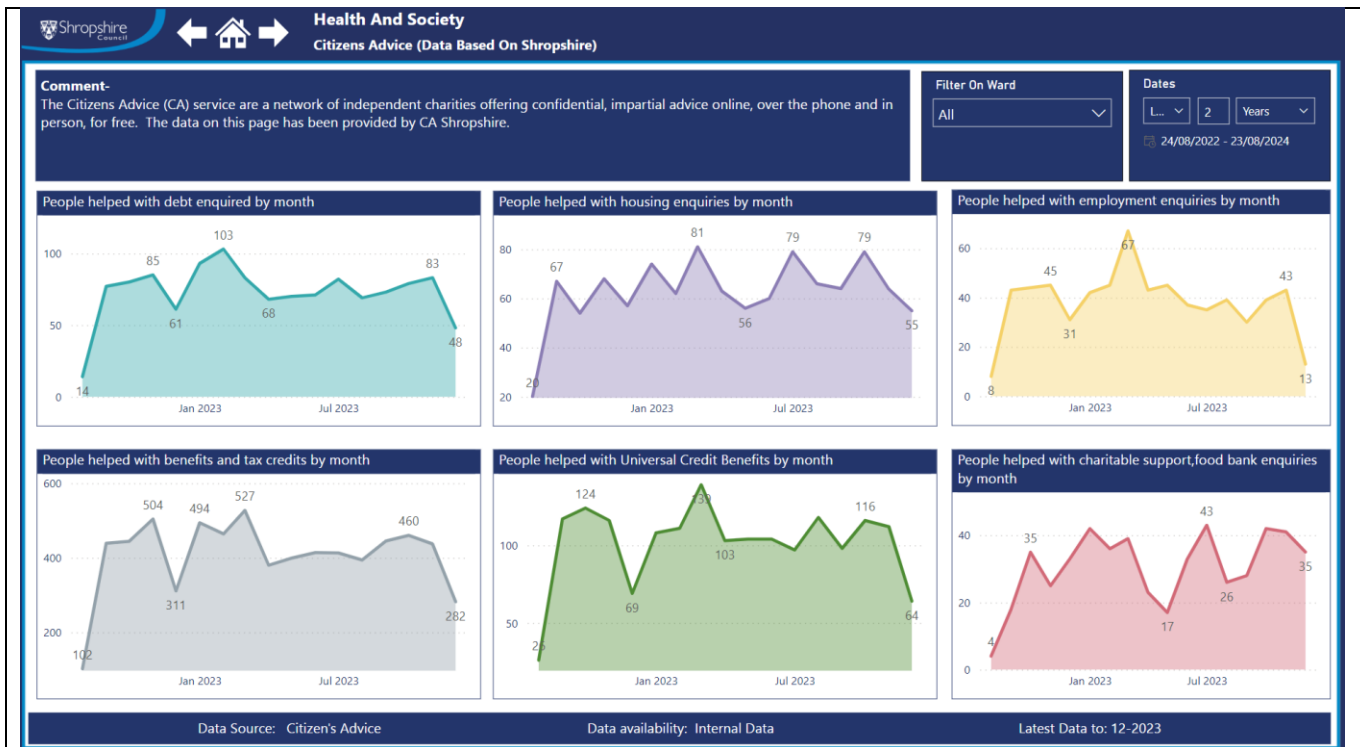 Shropshire
Council
Health And Society
Citizens Advice (Data Based On Shropshire)
Comment-
The Citizens Advice (CA) service are a network of independent charities offering confidential, impartial advice online, over the phone and in
person, for free. The data on this page has been provided by CA Shropshire.
Filter On Ward
All
Dates
L... 2 Years
24/08/2022 - 23/08/2024
People helped with debt enquired by month
103
100
85
83
61
68
50
48
14
0
Jan 2023 Jul 2023
People helped with housing enquiries by month
81
79 79
80
67
60
56
55
40
20
20
Jan 2023 Jul 2023
People helped with employment enquiries by month
67
60
45
43
40
31
20
13
8
0
Jan 2023 Jul 2023
People helped with benefits and tax credits by month
600
527
504
494
460
400
311
282
200
102
Jan 2023 Jul 2023
People helped with Universal Credit Benefits by month
139
124
116
100
103
69
64
50
Jan 2023 Jul 2023
People helped with charitable support,food bank enquiries
by month
43
40
35
35
26
20
17
4
0
Jan 2023 Jul 2023
Data Source: Citizen's Advice
Data availability: Internal Data
Latest Data to: 12-2023